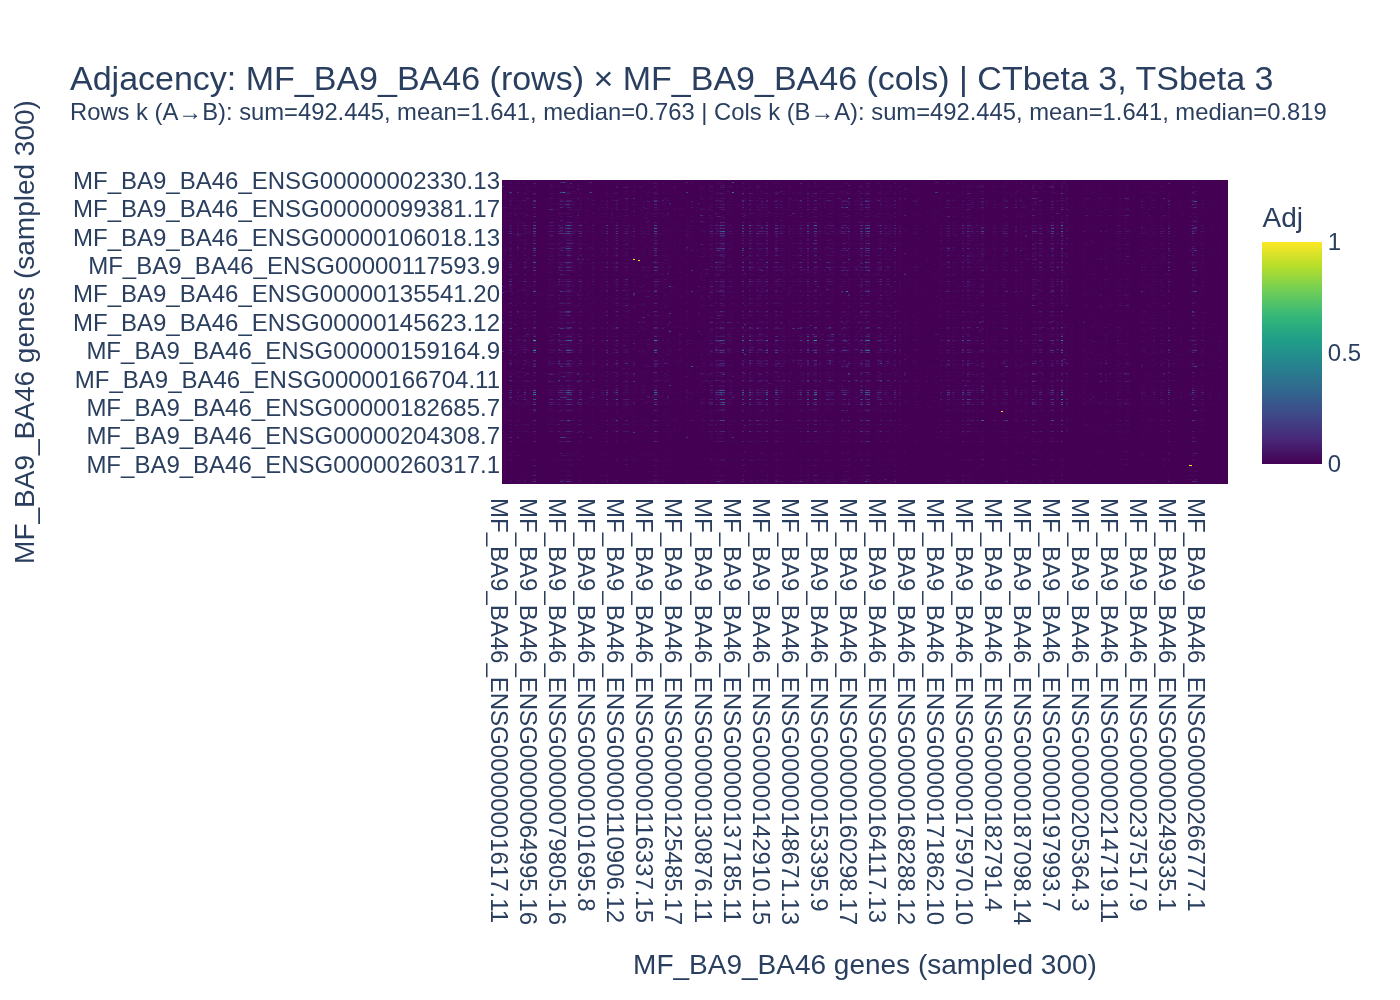 Adjacency: MF_BA9_BA46 (rows) × MF_BA9_BA46 (cols) | CTbeta 3, TSbeta 3
Rows k (A→B): sum=492.445, mean=1.641, median=0.763 | Cols k (B→A): sum=492.445, mean=1.641, median=0.819
MF_BA9_BA46 genes (sampled 300)
MF_BA9_BA46_ENSG00000002330.13
MF_BA9_BA46_ENSG00000099381.17
MF_BA9_BA46_ENSG00000106018.13
MF_BA9_BA46_ENSG00000117593.9
MF_BA9_BA46_ENSG00000135541.20
MF_BA9_BA46_ENSG00000145623.12
MF_BA9_BA46_ENSG00000159164.9
MF_BA9_BA46_ENSG00000166704.11
MF_BA9_BA46_ENSG00000182685.7
MF_BA9_BA46_ENSG00000204308.7
MF_BA9_BA46_ENSG00000260317.1
Adj
1
0.5
0
MF_BA9_BA46_ENSG00000001617.11
MF_BA9_BA46_ENSG00000064995.16
MF_BA9_BA46_ENSG00000079805.16
MF_BA9_BA46_ENSG00000101695.8
MF_BA9_BA46_ENSG00000110906.12
MF_BA9_BA46_ENSG00000116337.15
MF_BA9_BA46_ENSG00000125485.17
MF_BA9_BA46_ENSG00000130876.11
MF_BA9_BA46_ENSG00000137185.11
MF_BA9_BA46_ENSG00000142910.15
MF_BA9_BA46_ENSG00000148671.13
MF_BA9_BA46_ENSG00000153395.9
MF_BA9_BA46_ENSG00000160298.17
MF_BA9_BA46_ENSG00000164117.13
MF_BA9_BA46_ENSG00000168288.12
MF_BA9_BA46_ENSG00000171862.10
MF_BA9_BA46_ENSG00000175970.10
MF_BA9_BA46_ENSG00000182791.4
MF_BA9_BA46_ENSG00000187098.14
MF_BA9_BA46_ENSG00000197993.7
MF_BA9_BA46_ENSG00000205364.3
MF_BA9_BA46_ENSG00000214719.11
MF_BA9_BA46_ENSG00000237517.9
MF_BA9_BA46_ENSG00000249335.1
MF_BA9_BA46_ENSG00000266777.1
MF_BA9_BA46 genes (sampled 300)